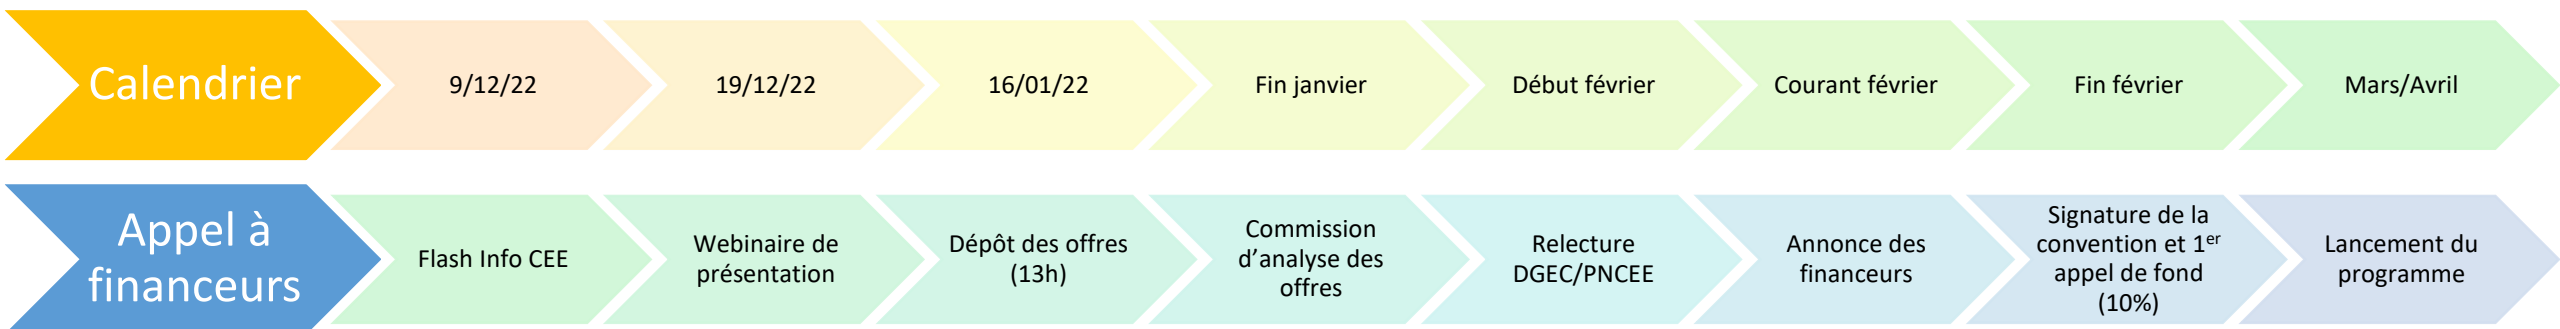 Calendrier
9/12/22
19/12/22
16/01/22
Fin janvier
Début février
Courant février
Fin février
Mars/Avril
Appel à
financeurs
Flash Info CEE
Webinaire de
présentation
Dépôt des offres
(13h)
Commission
d’analyse des
offres
Relecture
DGEC/PNCEE
Annonce des
financeurs
Signature de la
convention et 1er
appel de fond
(10%)
Lancement du
programme